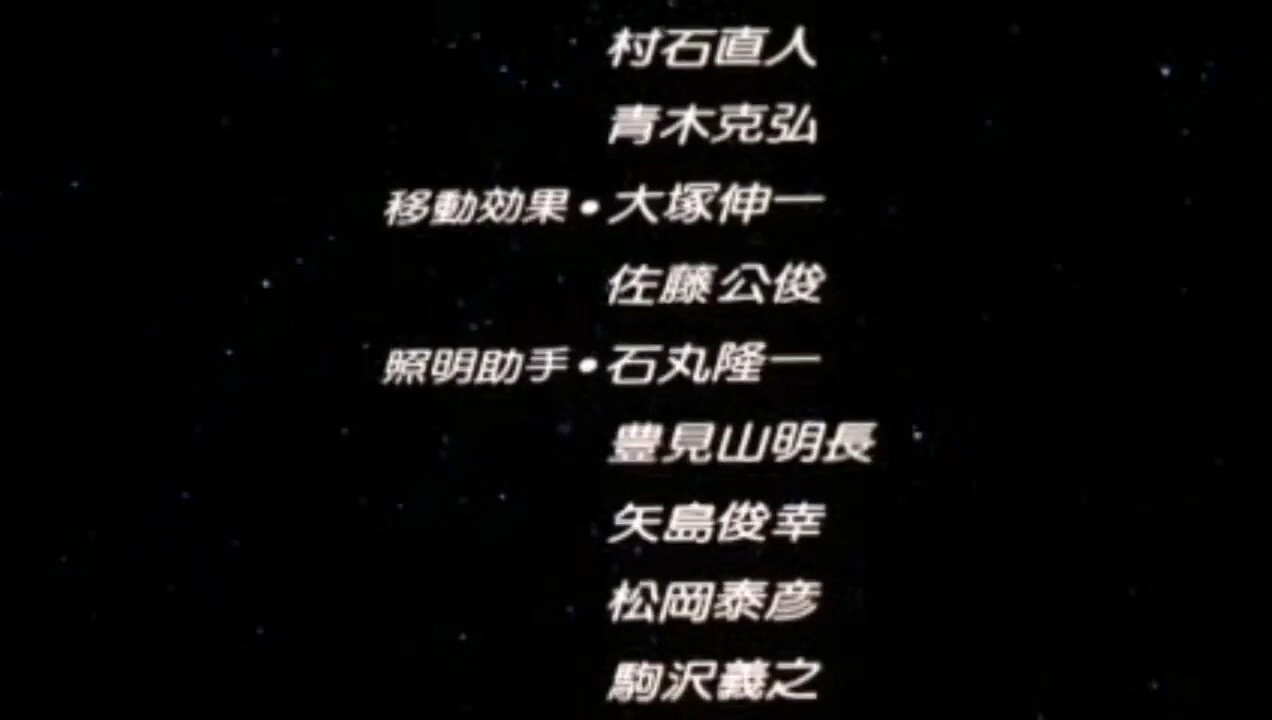 村石直人
青木克弘
移動効果•大塚伸一
佐藤公俊
照明助手•石丸隆一
豊見山明長
矢島俊幸
松岡泰彦
駒沢義之